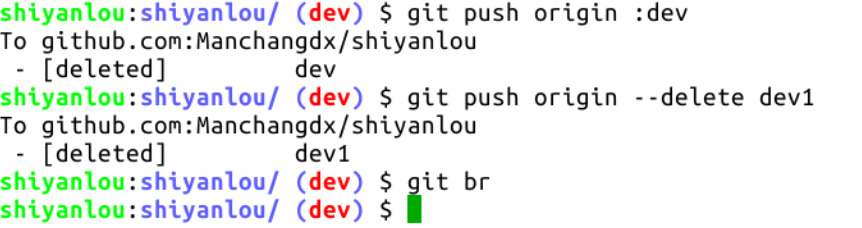 shiyanlou:shiyanlou/ (dev) $ git push origin :dev
To github.com:Manchangdx/shiyanlou
 - [deleted]         dev
shiyanlou:shiyanlou/ (dev) $ git push origin --delete dev1
To github.com:Manchangdx/shiyanlou
 - [deleted]         dev1
shiyanlou:shiyanlou/ (dev) $ git br
shiyanlou:shiyanlou/ (dev) $